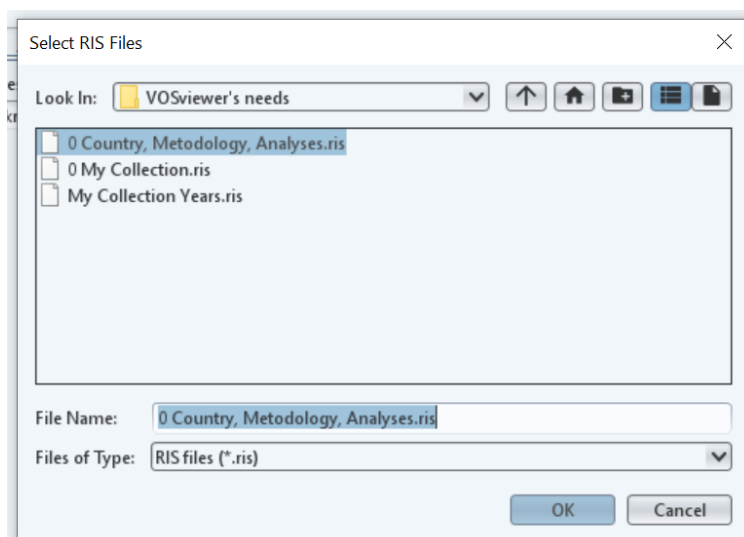 Select RIS Files
Look In: VOSviewer's needs
0 Country, Metodology, Analyses.ris
0 My Collection.ris
My Collection Years.ris
File Name: 0 Country, Metodology, Analyses.ris
Files of Type: RIS files (*.ris)
OK Cancel